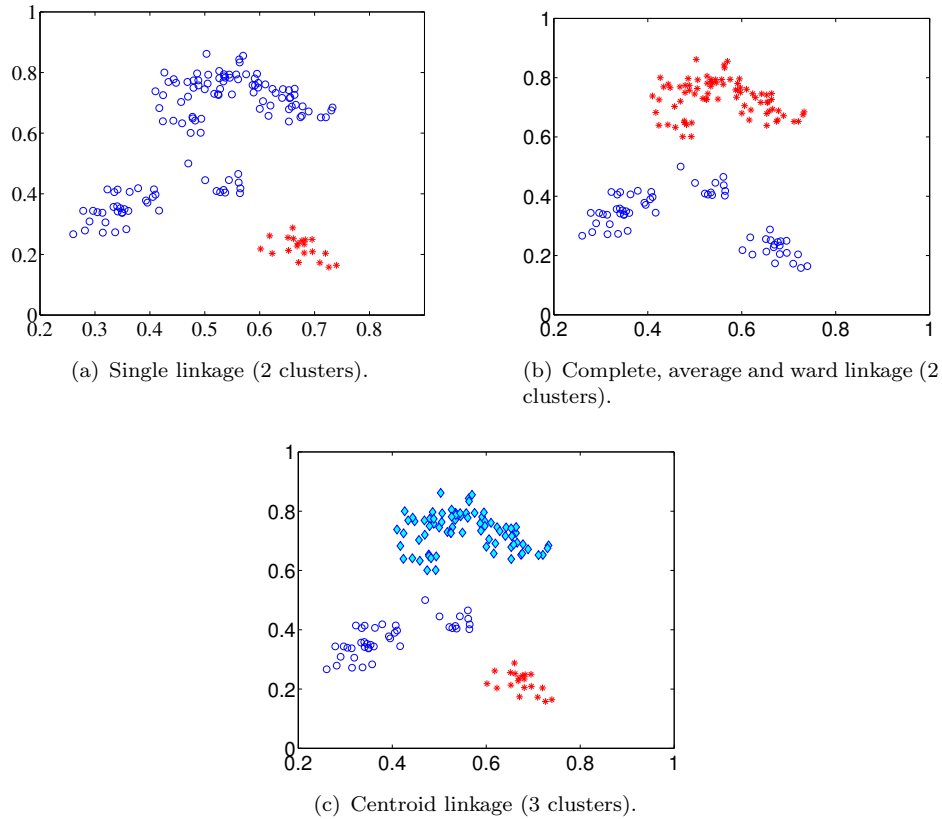 1
0.8
0.6
0.4
0.2
0
0.2 0.3 0.4 0.5 0.6 0.7 0.8
(a) Single linkage (2 clusters).
1
0.8
0.6
0.4
0.2
0
0.2 0.4 0.6 0.8 1
(b) Complete, average and ward linkage (2
clusters).
1
0.8
0.6
0.4
0.2
0
0.2 0.4 0.6 0.8 1
(c) Centroid linkage (3 clusters).